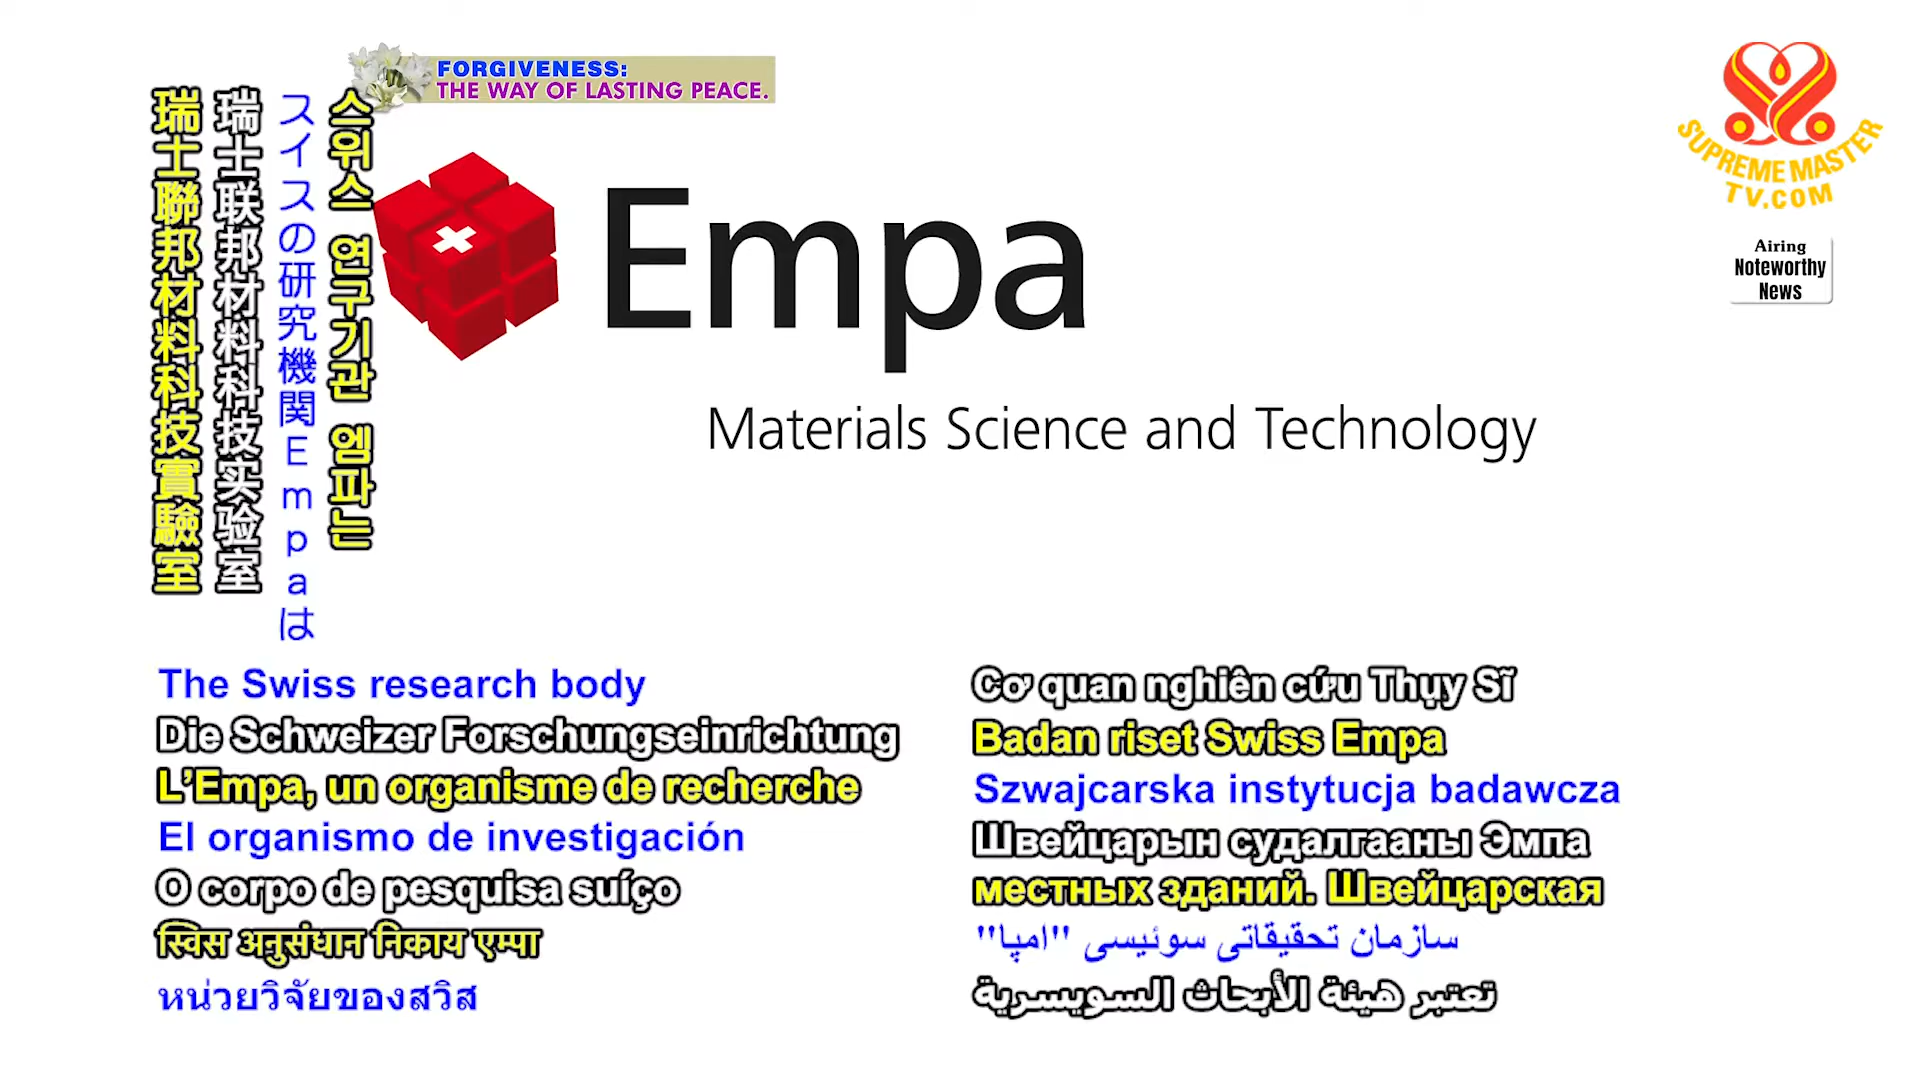 FORGIVENESS:
THE WAY OF LASTING PEACE.
SUPREME MASTER
TV.COM
Airing
Noteworthy
News
瑞士聯邦材料科技實驗室
瑞士联邦材料科技实验室
スイスの研究機関Empaは
스위스 연구기관 엠파는
Empa
Materials Science and Technology
The Swiss research body
Die Schweizer Forschungseinrichtung
L’Empa, un organisme de recherche
El organismo de investigación
O corpo de pesquisa suíço
स्विस अनुसंधान निकाय एम्पा
หน่วยวิจัยของสวิส
Cơ quan nghiên cứu Thụy Sĩ
Badan riset Swiss Empa
Szwajcarska instytucja badawcza
Швейцарын судалгааны Эмпа
местных зданий. Швейцарская
سازمان تحقیقاتی سوئیسی "امپا"
تعتبر هيئة الأبحاث السويسرية